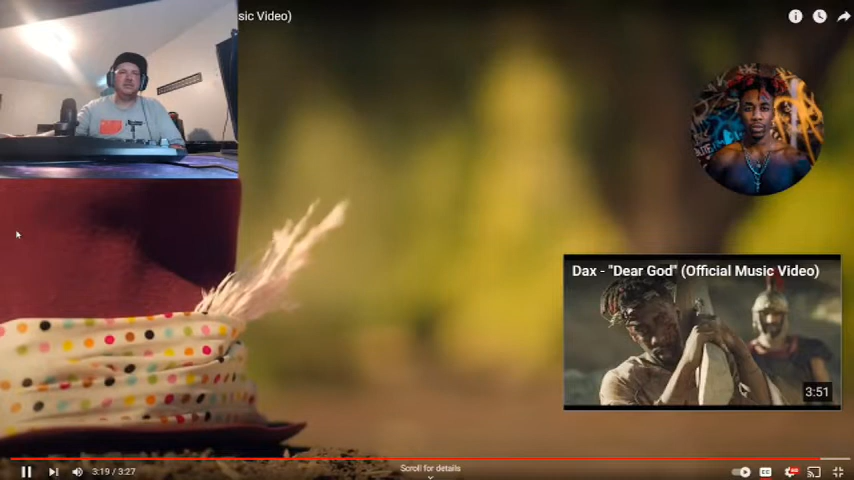 sic Video)
Dax - "Dear God" (Official Music Video)
3:51
3:19 / 3:27
Scroll for details